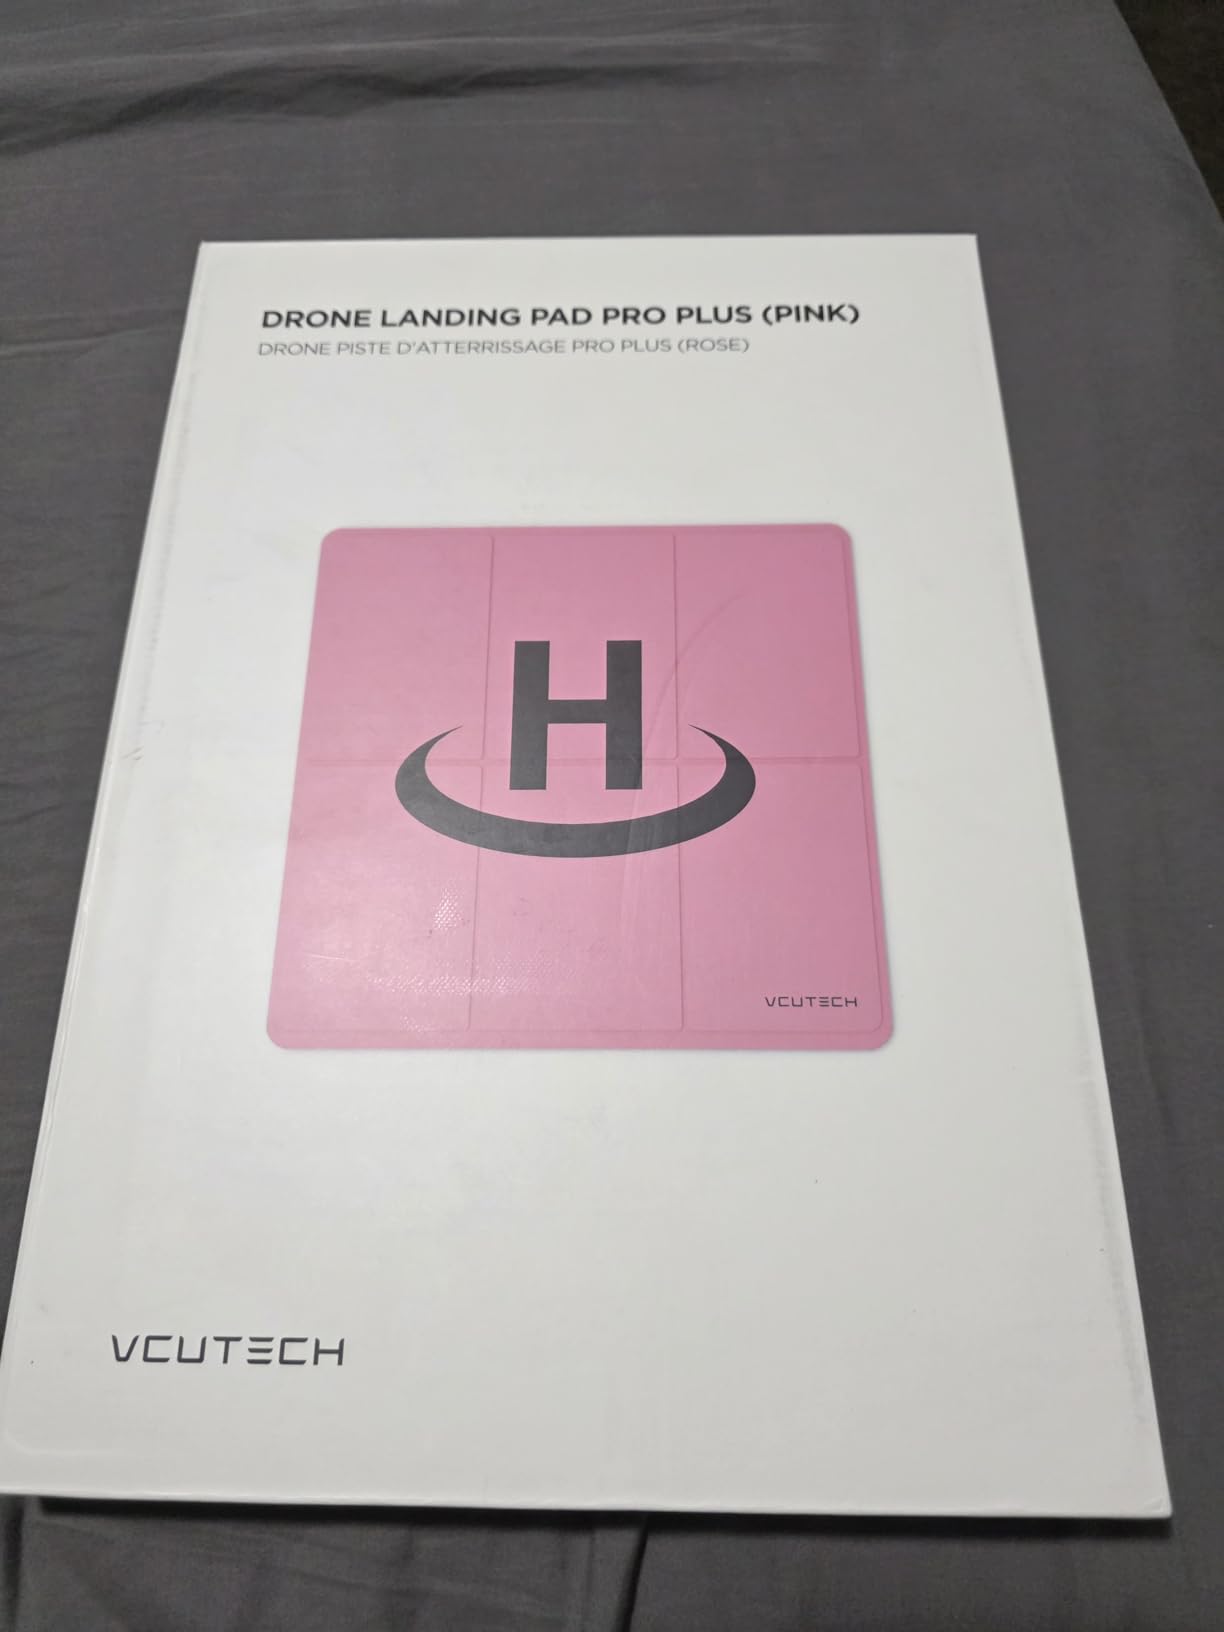 DRONE LANDING PAD PRO PLUS (PINK)
DRONE PISTE D'ATTERRISSAGE PRO PLUS (ROSE)
H
VCUTECH
VCUTECH